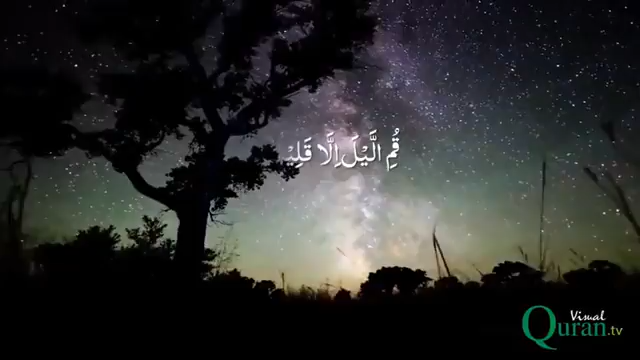 قُمِ الَّيْلَ اِلَّا قَلِيْ
Visual
Quran.tv